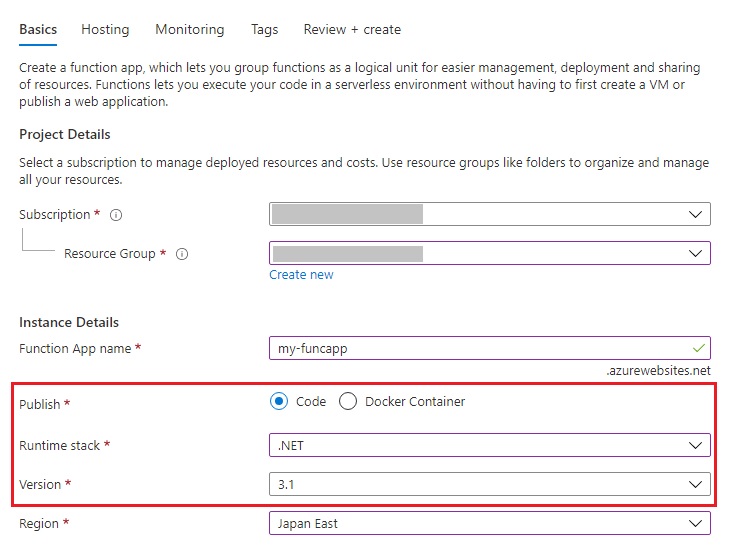 Basics Hosting Monitoring Tags Review + create
Create a function app, which lets you group functions as a logical unit for easier management, deployment and sharing
of resources. Functions lets you execute your code in a serverless environment without having to first create a VM or
publish a web application.
Project Details
Select a subscription to manage deployed resources and costs. Use resource groups like folders to organize and manage
all your resources.
Subscription *
Resource Group *
Create new
Instance Details
Function App name * my-funcapp
.azurewebsites.net
Publish * Code Docker Container
Runtime stack * .NET
Version * 3.1
Region * Japan East